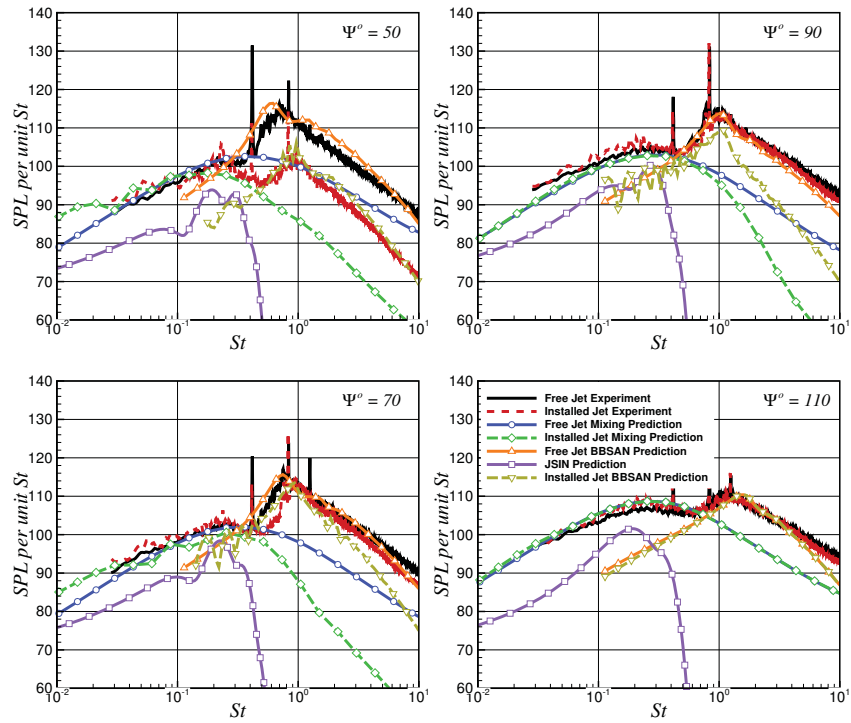 Ψ° = 50
SPL per unit St
140
130
120
110
100
90
80
70
60
10⁻²
10⁻¹
10⁰
10¹
St
Ψ° = 90
SPL per unit St
140
130
120
110
100
90
80
70
60
10⁻²
10⁻¹
10⁰
10¹
St
Ψ° = 70
SPL per unit St
140
130
120
110
100
90
80
70
60
10⁻²
10⁻¹
10⁰
10¹
St
Ψ° = 110
Free Jet Experiment
Installed Jet Experiment
Free Jet Mixing Prediction
Installed Jet Mixing Prediction
Free Jet BBSAN Prediction
JSIN Prediction
Installed Jet BBSAN Prediction
SPL per unit St
140
130
120
110
100
90
80
70
60
10⁻²
10⁻¹
10⁰
10¹
St